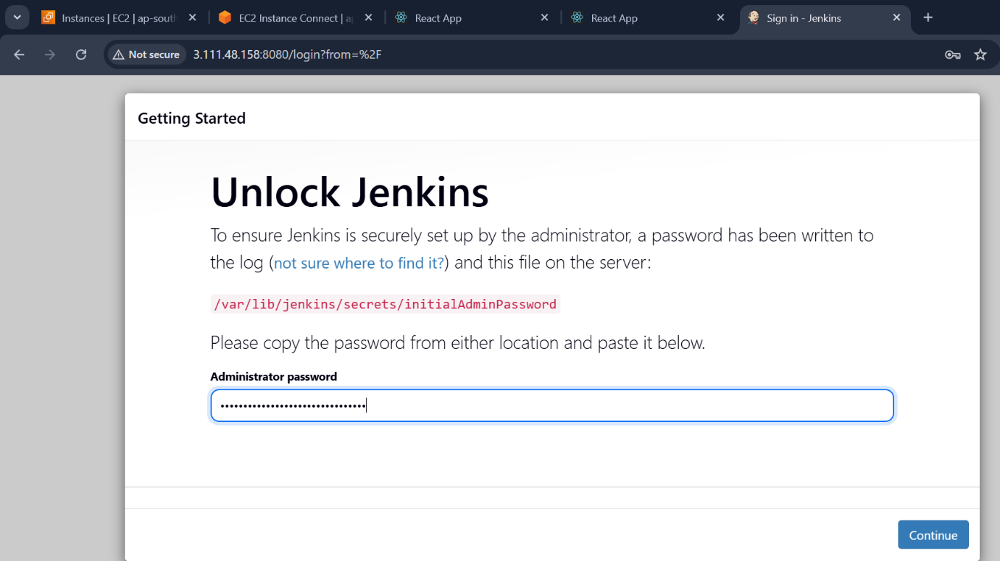 Instances | EC2 | ap-south
EC2 Instance Connect | a
React App
React App
Sign in - Jenkins
Not secure
3.111.48.158:8080/login?from=%2F
Getting Started
Unlock Jenkins
To ensure Jenkins is securely set up by the administrator, a password has been written to
the log (not sure where to find it?) and this file on the server:
/var/lib/jenkins/secrets/initialAdminPassword
Please copy the password from either location and paste it below.
Administrator password
••••••••••••••••••••••••••••••••
Continue